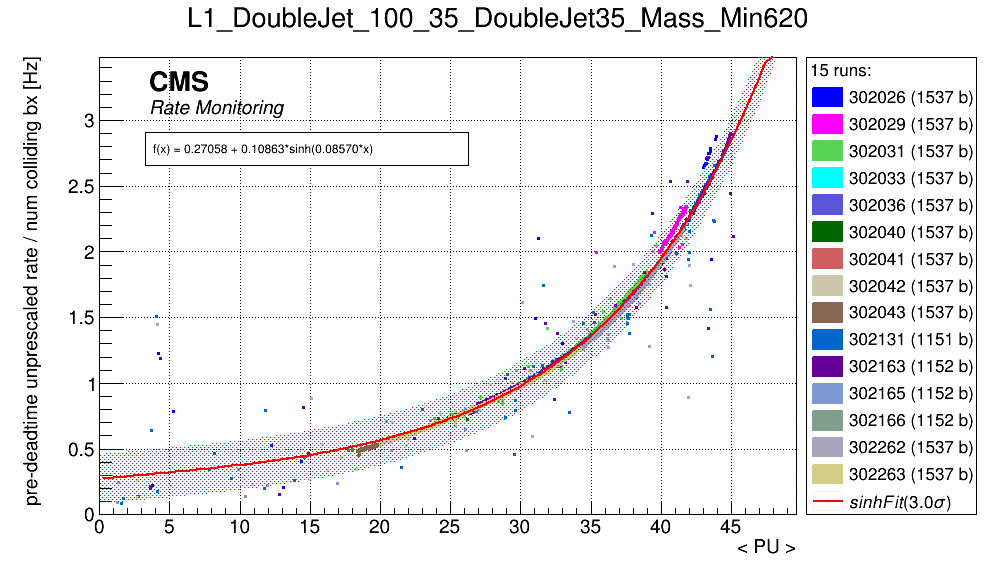 L1_DoubleJet_100_35_DoubleJet35_Mass_Min620
pre-deadtime unprescaled rate / num colliding bx [Hz]
CMS
Rate Monitoring
f(x) = 0.27058 + 0.10863*sinh(0.08570*x)
3
2.5
2
1.5
1
0.5
0
0 5 10 15 20 25 30 35 40 45
< PU >
15 runs:
302026 (1537 b)
302029 (1537 b)
302031 (1537 b)
302033 (1537 b)
302036 (1537 b)
302040 (1537 b)
302041 (1537 b)
302042 (1537 b)
302043 (1537 b)
302131 (1151 b)
302163 (1152 b)
302165 (1152 b)
302166 (1152 b)
302262 (1537 b)
302263 (1537 b)
sinhFit(3.0σ)